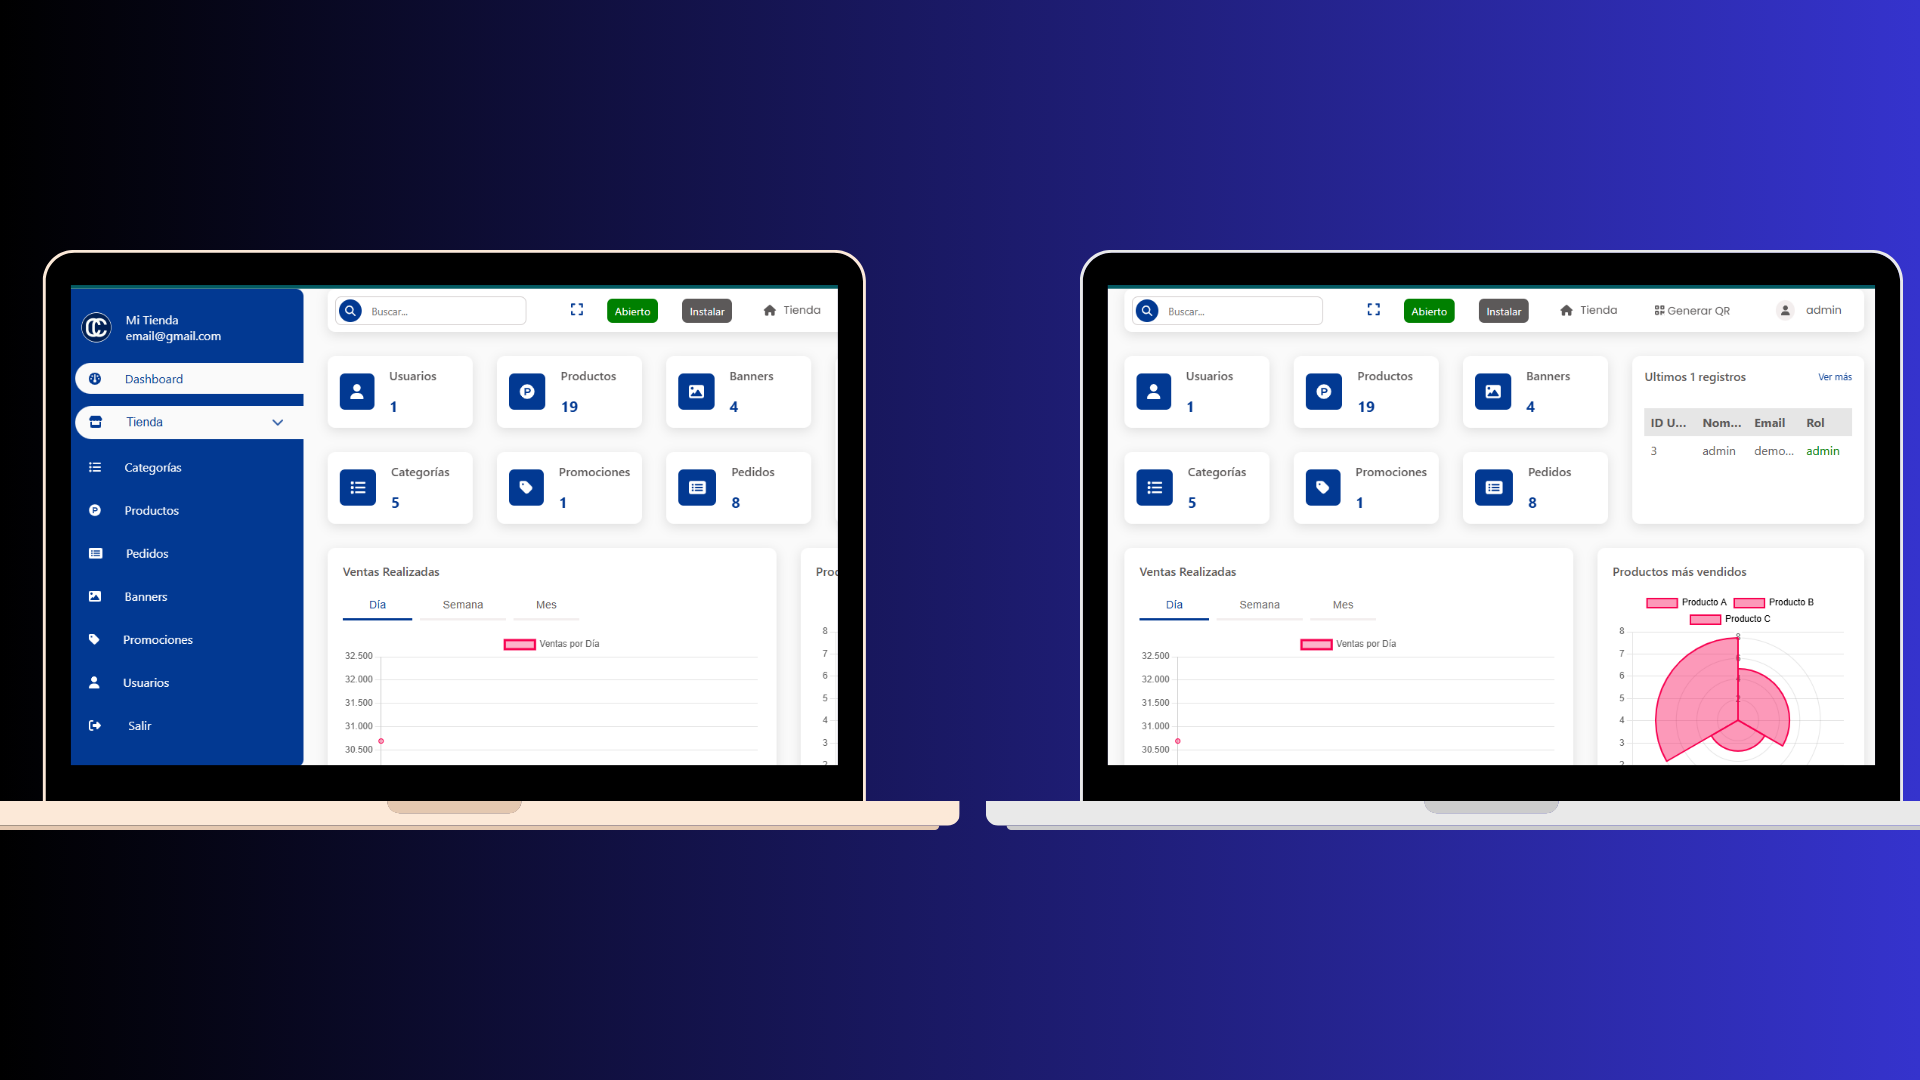 Mi Tienda
email@gmail.com
Dashboard
Tienda
Categorías
Productos
Pedidos
Banners
Promociones
Usuarios
Salir
Buscar...
Abierto
Instalar
Tienda
Usuarios
1
Productos
19
Banners
4
Categorías
5
Promociones
1
Pedidos
8
Ventas Realizadas
Día Semana Mes
Ventas por Día
32.500
32.000
31.500
31.000
30.500
Proc
8
7
6
5
4
3
Buscar...
Abierto
Instalar
Tienda
Generar QR
admin
Usuarios
1
Productos
19
Banners
4
Categorías
5
Promociones
1
Pedidos
8
Ultimos 1 registros Ver más
ID U... Nom... Email Rol
3 admin demo... admin
Ventas Realizadas
Día Semana Mes
Ventas por Día
32.500
32.000
31.500
31.000
30.500
Productos más vendidos
Producto A Producto B
Producto C
8
7
6
5
4
3
8
6
4
2